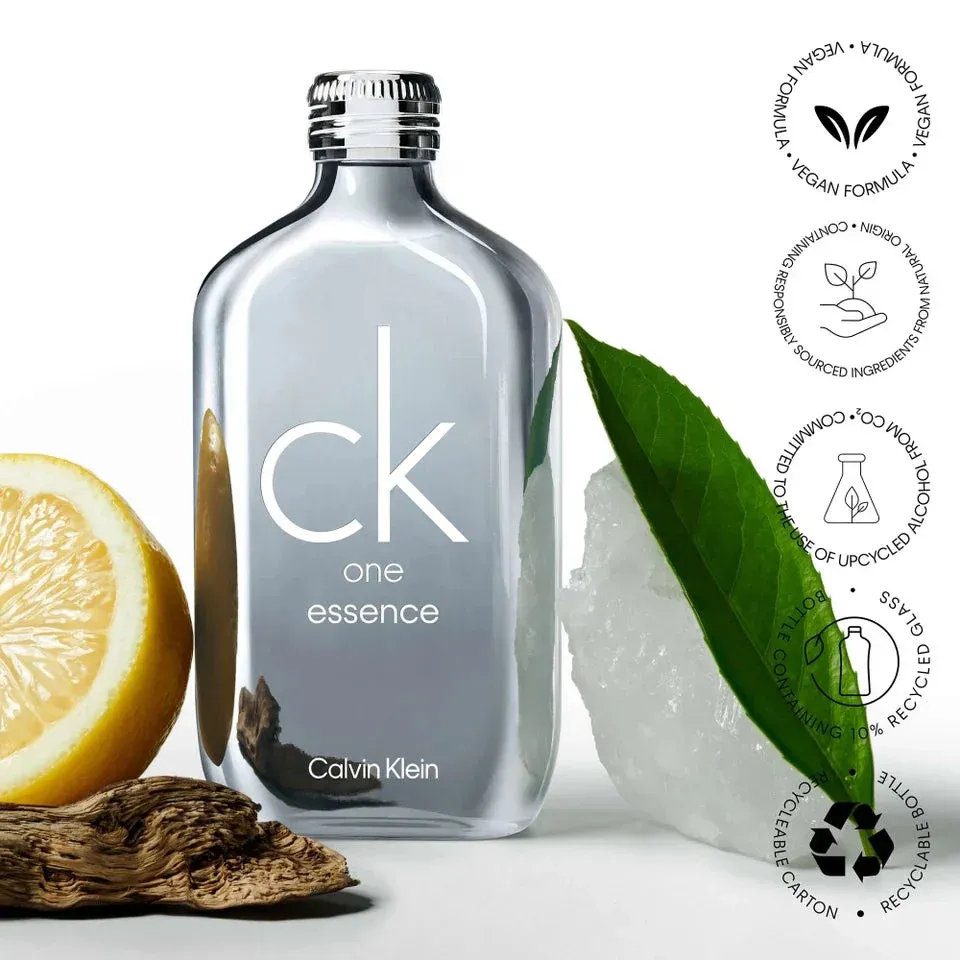 ck
one
essence
Calvin Klein
VEGAN FORMULA • VEGAN FORMULA • VEGAN FORMULA •
CONTAINING RESPONSIBLY SOURCED INGREDIENTS FROM NATURAL ORIGIN •
COMMITTED TO THE USE OF UPCYCLED ALCOHOL FROM CO₂ •
BOTTLE CONTAINING 10% RECYCLED GLASS •
RECYCLEABLE CARTON • RECYCLABLE BOTTLE •